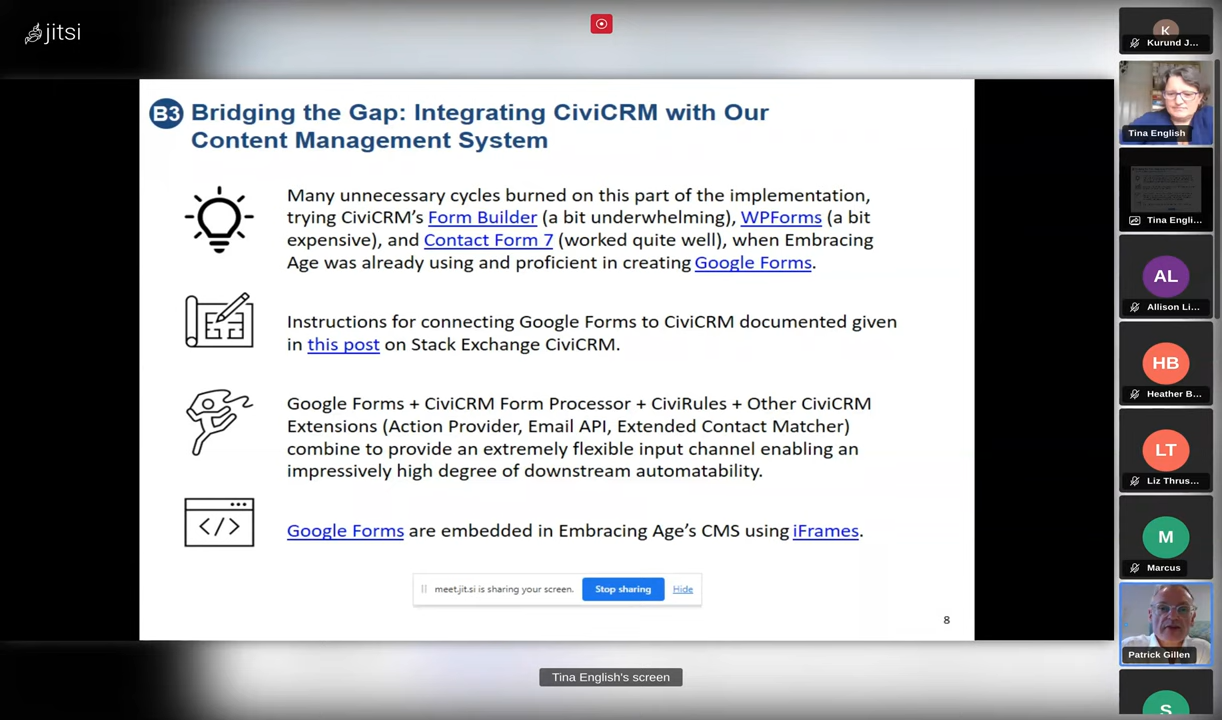 jitsi
B3 Bridging the Gap: Integrating CiviCRM with Our
Content Management System
Many unnecessary cycles burned on this part of the implementation,
trying CiviCRM's Form Builder (a bit underwhelming), WPForms (a bit
expensive), and Contact Form 7 (worked quite well), when Embracing
Age was already using and proficient in creating Google Forms.
Instructions for connecting Google Forms to CiviCRM documented given
in this post on Stack Exchange CiviCRM.
Google Forms + CiviCRM Form Processor + CiviRules + Other CiviCRM
Extensions (Action Provider, Email API, Extended Contact Matcher)
combine to provide an extremely flexible input channel enabling an
impressively high degree of downstream automatability.
</>
Google Forms are embedded in Embracing Age's CMS using iFrames.
meet.jit.si is sharing your screen. Stop sharing Hide
8
Tina English's screen
K
Kurund J...
Tina English
Tina Engli...
AL
Allison Li...
HB
Heather B...
LT
Liz Thrus...
M
Marcus
Patrick Gillen
S